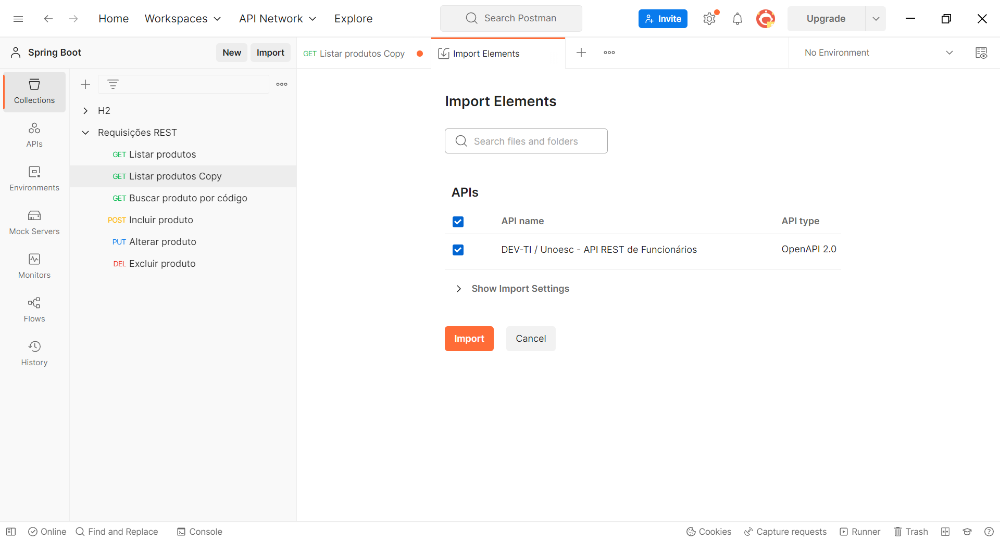 Home Workspaces API Network Explore Search Postman Invite Upgrade
Spring Boot New Import GET Listar produtos Copy Import Elements No Environment
Collections
APIs
Environments
Mock Servers
Monitors
Flows
History
H2
Requisições REST
GET Listar produtos
GET Listar produtos Copy
GET Buscar produto por código
POST Incluir produto
PUT Alterar produto
DEL Excluir produto
Import Elements
Search files and folders
APIs
API name API type
DEV-TI / Unoesc - API REST de Funcionários OpenAPI 2.0
Show Import Settings
Import Cancel
Online Find and Replace Console Cookies Capture requests Runner Trash